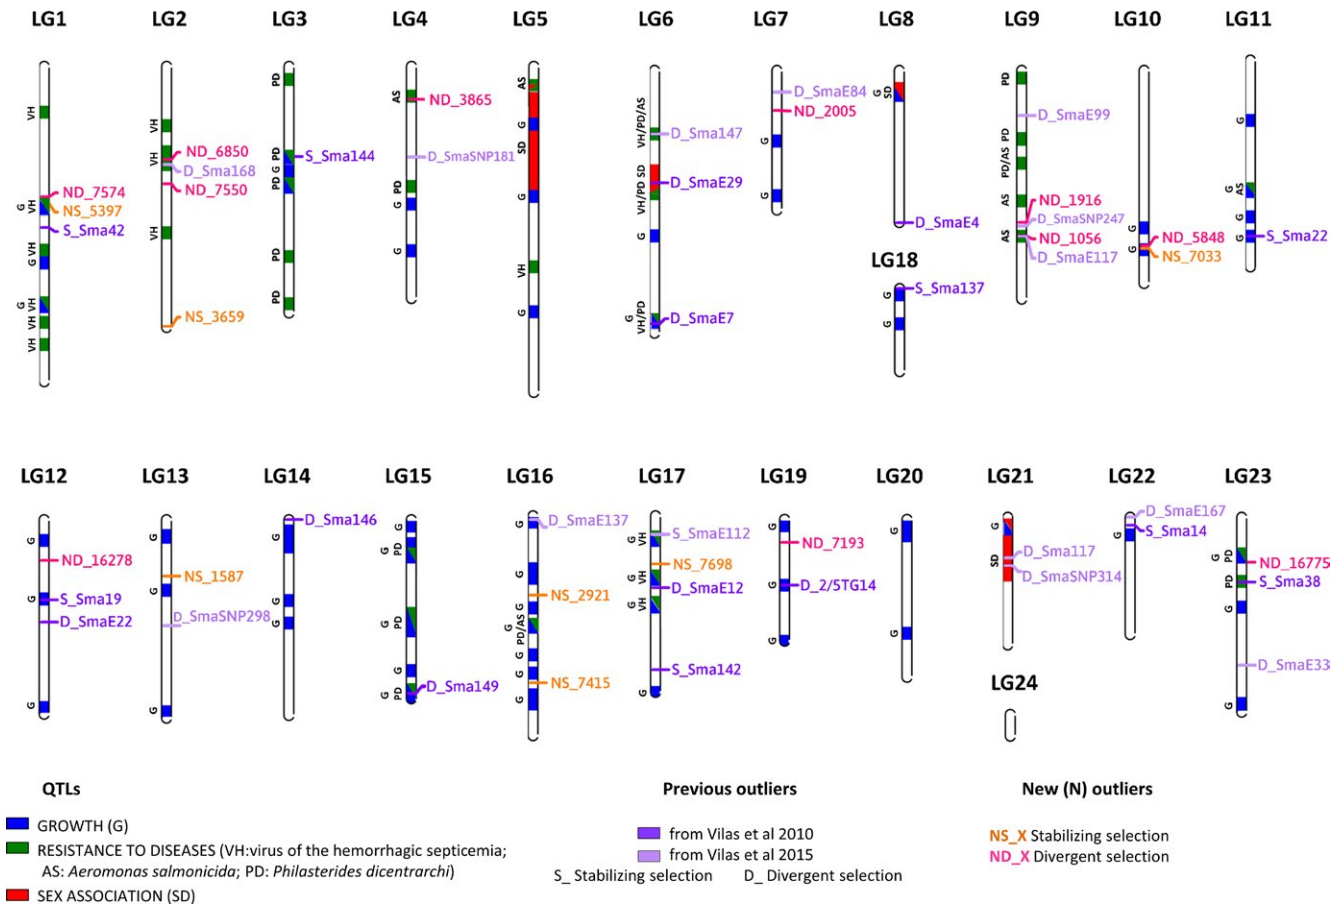 LG1 LG2 LG3 LG4 LG5 LG6 LG7 LG8 LG9 LG10 LG11
VH
ND_7574
G
VH
NS_5397
S_Sma42
VH
G
G
VH
VH
VH
VH
VH
ND_6850
D_Sma168
ND_7550
VH
NS_3659
PD
PD
S_Sma144
G
PD
PD
PD
AS
ND_3865
D_SmaSNP181
PD
G
G
AS
G
SD
G
VH
G
VH/PD/AS
D_Sma147
SD
D_SmaE29
VH/PD
G
G
VH/PD
D_SmaE7
D_SmaE84
ND_2005
G
G
G
SD
D_SmaE4
LG18
S_Sma137
G
G
PD
D_SmaE99
PD
PD/AS
AS
ND_1916
D_SmaSNP247
AS
ND_1056
D_SmaE117
G
ND_5848
G
NS_7033
G
AS
G
G
S_Sma22
LG12 LG13 LG14 LG15 LG16 LG17 LG19 LG20 LG21 LG22 LG23
G
ND_16278
G
S_Sma19
D_SmaE22
G
G
NS_1587
G
D_SmaSNP298
G
D_Sma146
G
G
G
G
G
PD
G
PD
G
G
PD
D_Sma149
G
D_SmaE137
G
NS_2921
G
G
PD/AS
G
G
NS_7415
G
G
VH
S_SmaE112
NS_7698
G
VH
D_SmaE12
G
VH
S_Sma142
G
G
ND_7193
G
D_2/5TG14
G
G
G
G
SD
D_Sma117
D_SmaSNP314
LG24
D_SmaE167
S_Sma14
G
G
PD
ND_16775
PD
S_Sma38
G
D_SmaE33
G
QTLs
GROWTH (G)
RESISTANCE TO DISEASES (VH:virus of the hemorrhagic septicemia;
AS: Aeromonas salmonicida; PD: Philasterides dicentrarchi)
SEX ASSOCIATION (SD)
Previous outliers
from Vilas et al 2010
from Vilas et al 2015
S_ Stabilizing selection D_ Divergent selection
New (N) outliers
NS_X Stabilizing selection
ND_X Divergent selection